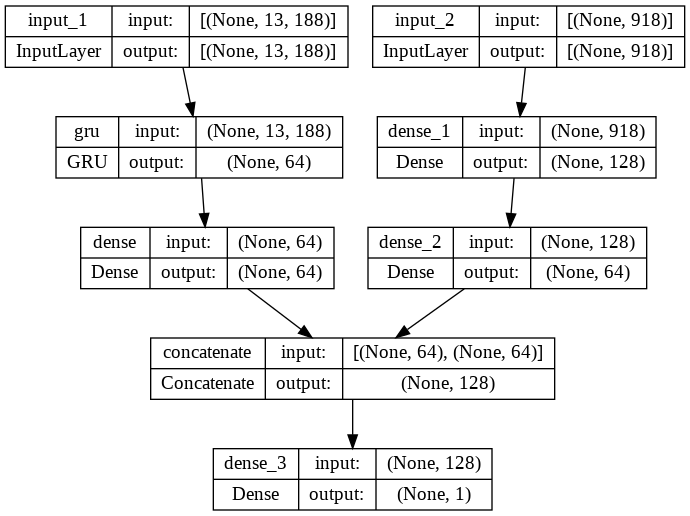 input_1 input: [(None, 13, 188)]
InputLayer output: [(None, 13, 188)]
input_2 input: [(None, 918)]
InputLayer output: [(None, 918)]
gru input: (None, 13, 188)
GRU output: (None, 64)
dense_1 input: (None, 918)
Dense output: (None, 128)
dense input: (None, 64)
Dense output: (None, 64)
dense_2 input: (None, 128)
Dense output: (None, 64)
concatenate input: [(None, 64), (None, 64)]
Concatenate output: (None, 128)
dense_3 input: (None, 128)
Dense output: (None, 1)